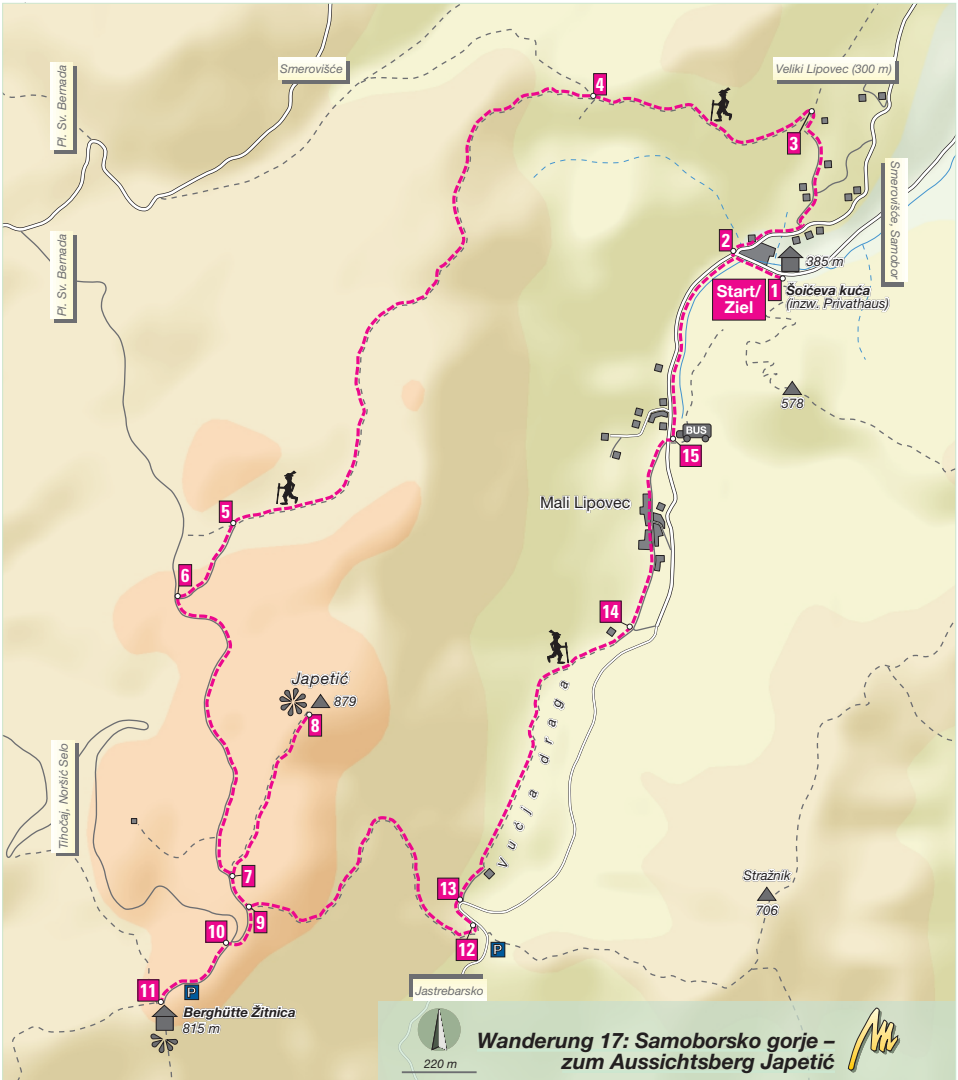 Smerovišće
Veliki Lipovec (300 m)
Pl. Sv. Bernada
4
3
Smerovišće, Samobor
Pl. Sv. Bernada
2
385 m
1
Šoićeva kuća
(inzw. Privathaus)
Start/
Ziel
578
BUS
15
Mali Lipovec
5
6
14
Japetić
879
8
Vučja draga
Tihočaj, Noršić Selo
7
13
Stražnik
706
9
10
12
P
11
P
Jastrebarsko
Berghütte Žitnica
815 m
220 m
Wanderung 17: Samoborsko gorje –
zum Aussichtsberg Japetić